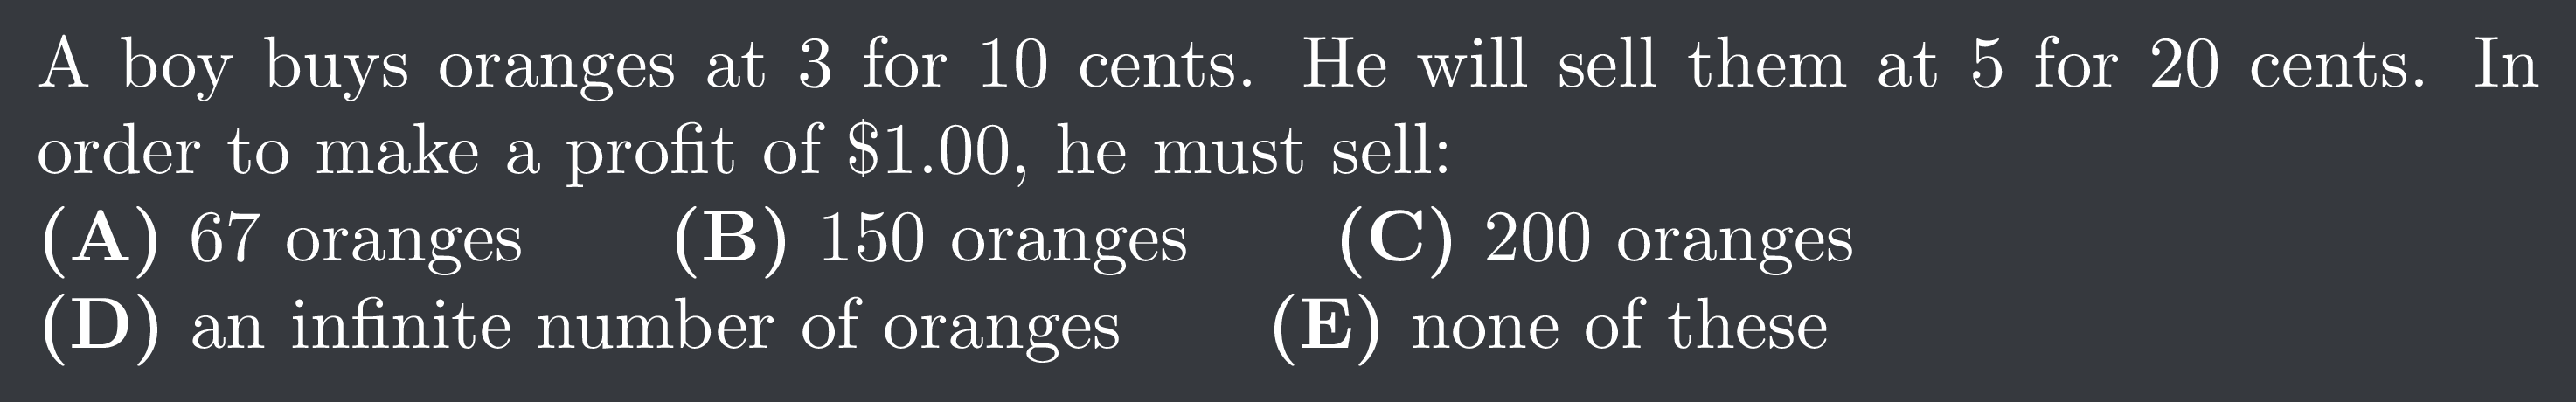 A boy buys oranges at 3 for 10 cents. He will sell them at 5 for 20 cents. In
order to make a profit of $1.00, he must sell:
(A) 67 oranges (B) 150 oranges (C) 200 oranges
(D) an infinite number of oranges (E) none of these